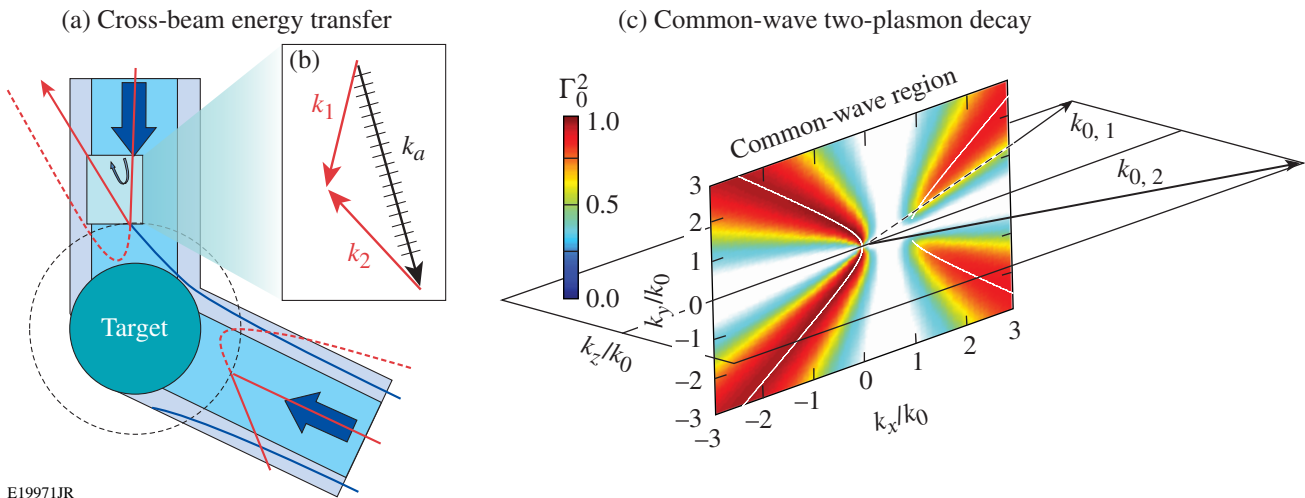 (a) Cross-beam energy transfer
(b)
k1
ka
k2
Target
E19971JR
(c) Common-wave two-plasmon decay
Γ0^2
1.0
0.5
0.0
Common-wave region
k0, 1
k0, 2
3
2
1
0
−1
−2
−3
ky/k0
kz/k0
−3
−2
−1
0
1
2
3
kx/k0